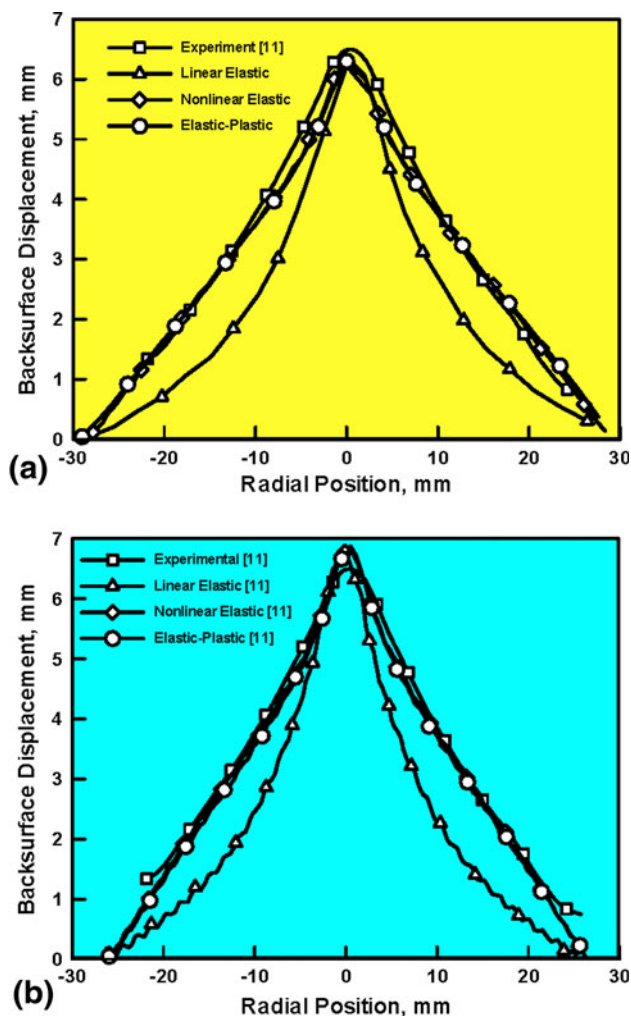 7
6
5
4
3
2
1
0
Backsurface Displacement, mm
Experiment [11]
Linear Elastic
Nonlinear Elastic
Elastic-Plastic
-30 -20 -10 0 10 20 30
Radial Position, mm
(a)
7
6
5
4
3
2
1
0
Backsurface Displacement, mm
Experimental [11]
Linear Elastic [11]
Nonlinear Elastic [11]
Elastic-Plastic [11]
-30 -20 -10 0 10 20 30
Radial Position, mm
(b)